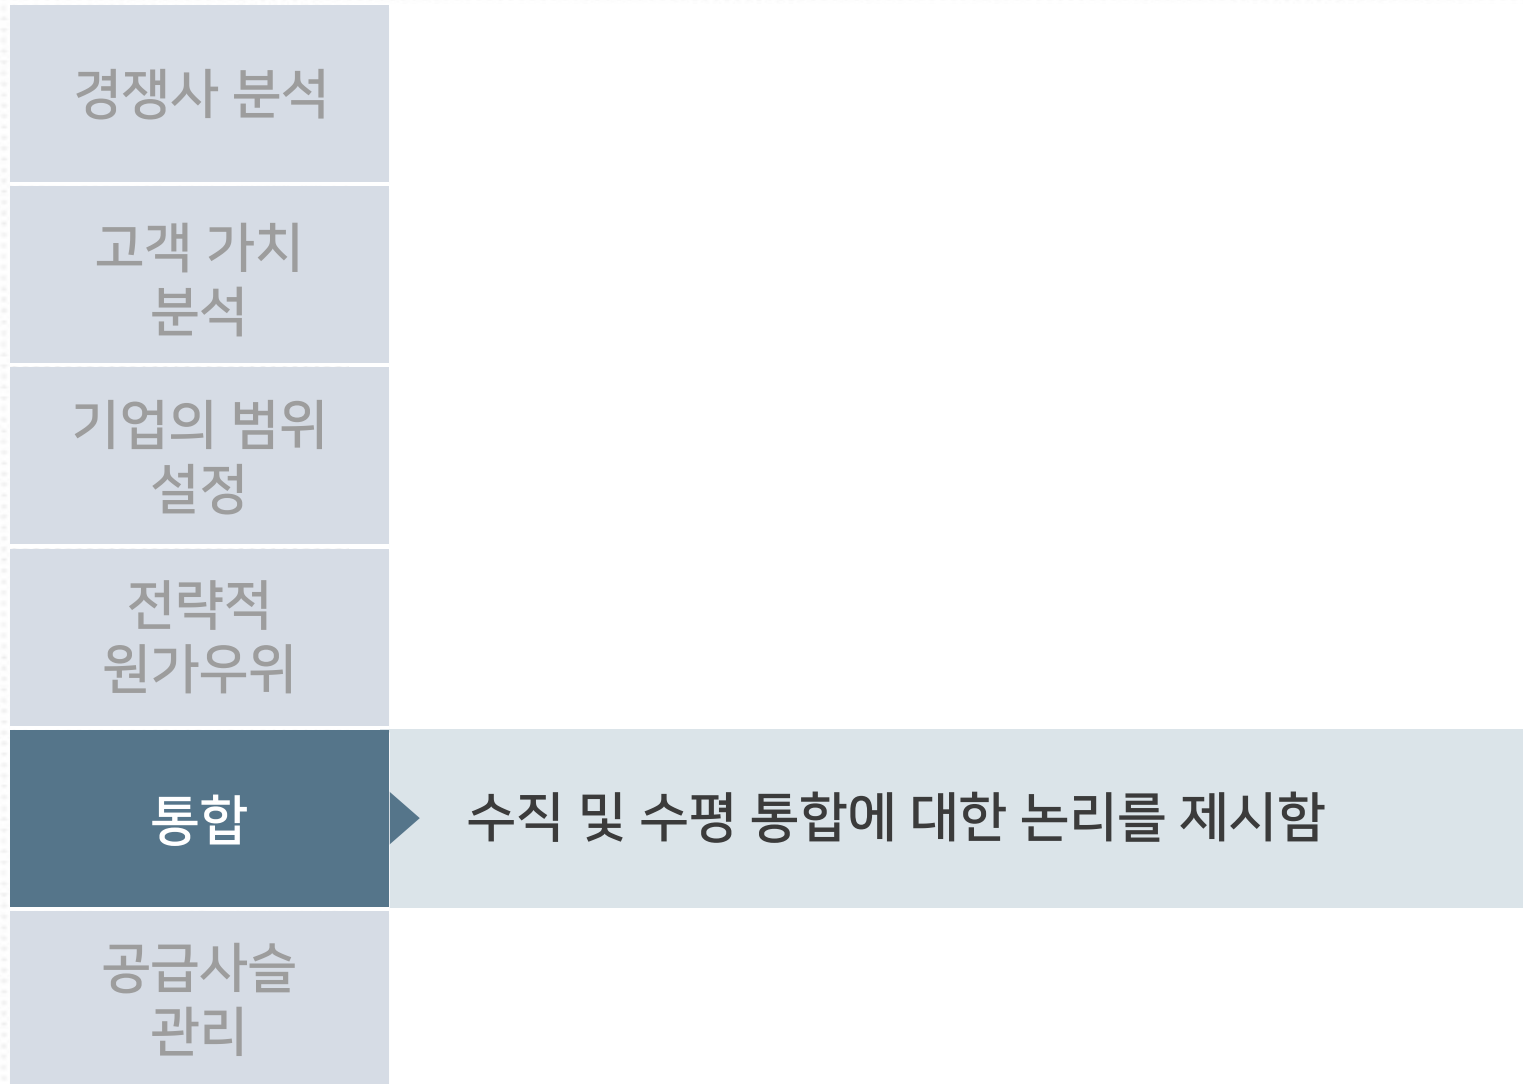 경쟁사 분석
고객 가치
분석
기업의 범위
설정
전략적
원가우위
통합
수직 및 수평 통합에 대한 논리를 제시함
공급사슬
관리